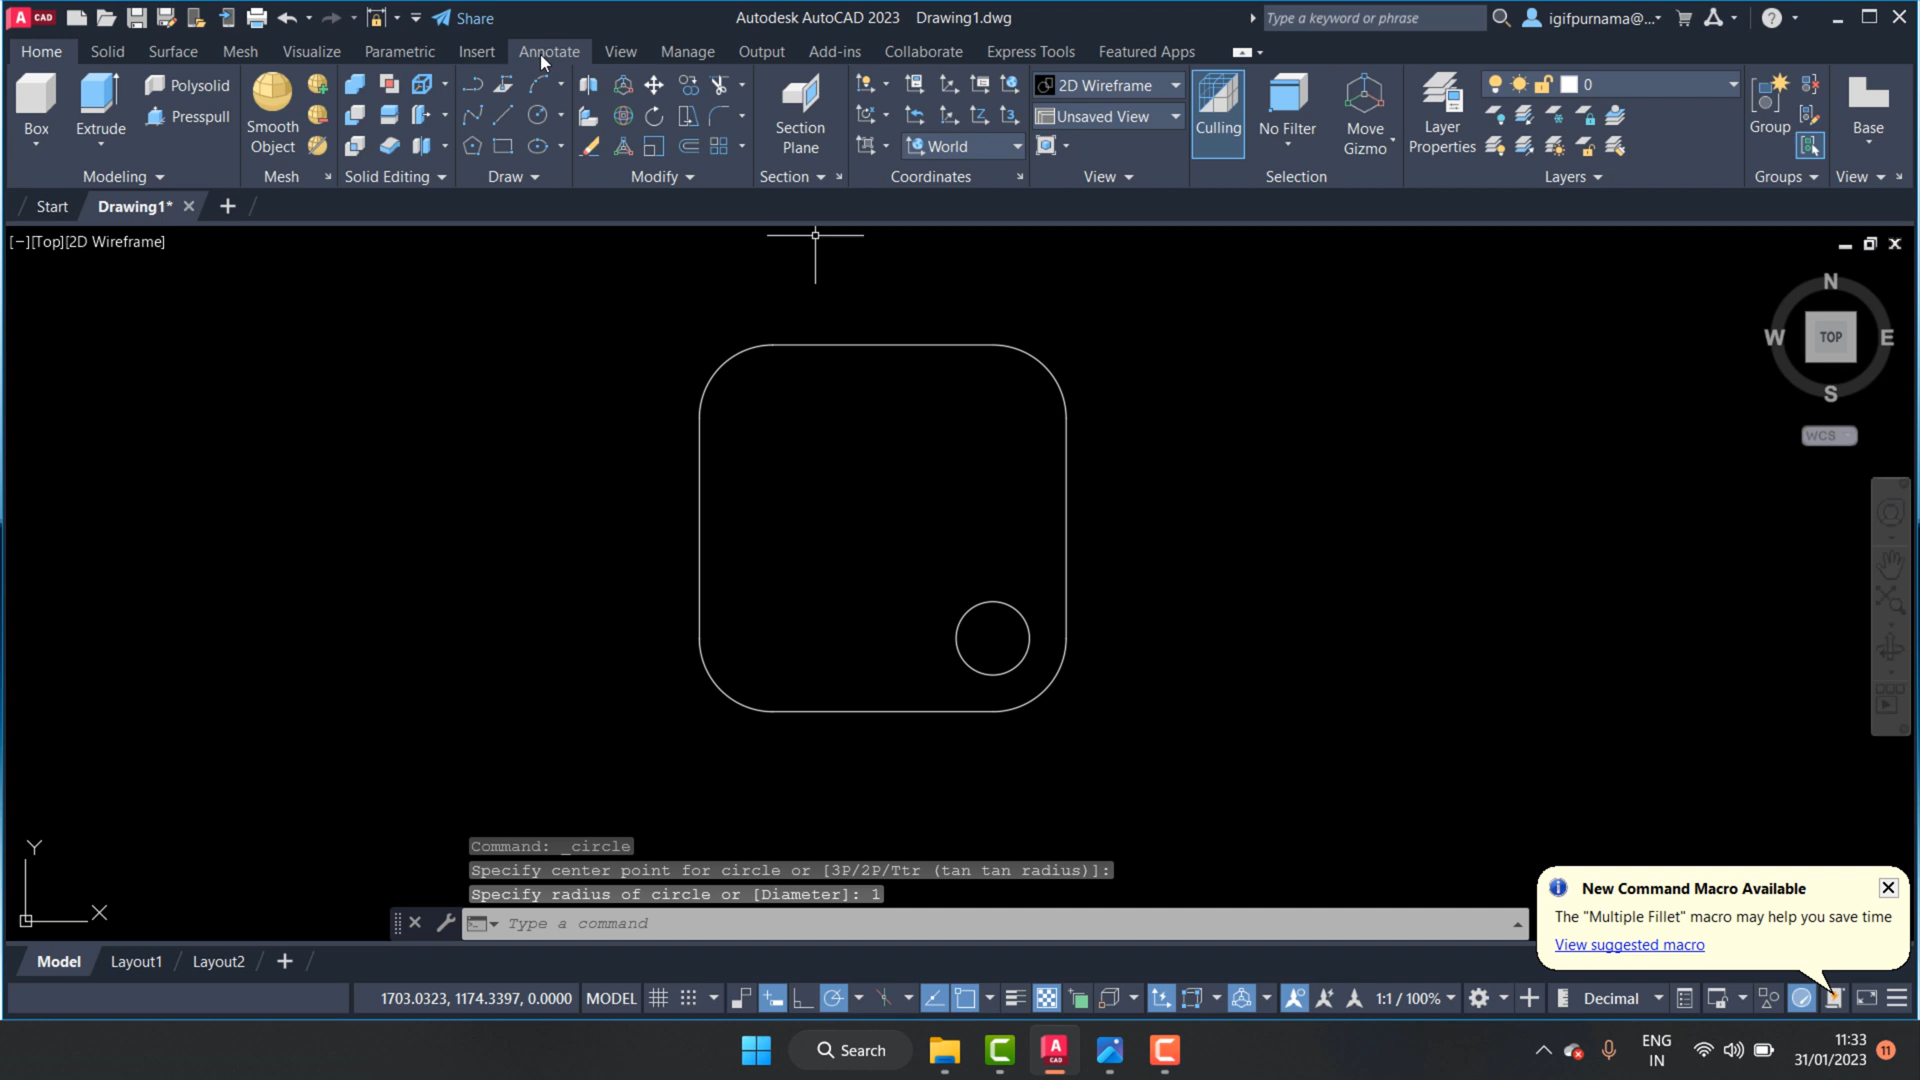 A CAD
Share
Autodesk AutoCAD 2023 Drawing1.dwg
Type a keyword or phrase
igifpurnama@...
Home Solid Surface Mesh Visualize Parametric Insert Annotate View Manage Output Add-ins Collaborate Express Tools Featured Apps
Box
Extrude
Polysolid
Presspull
Smooth
Object
World
Section
Plane
2D Wireframe
Unsaved View
Culling
No Filter
Move
Gizmo
Layer
Properties
0
Group
Base
Modeling Mesh Solid Editing Draw Modify Section Coordinates View Selection Layers Groups View
Start Drawing1*
[−][Top][2D Wireframe]
N
W TOP E
S
WCS
Y
X
Command: _circle
Specify center point for circle or [3P/2P/Ttr (tan tan radius)]:
Specify radius of circle or [Diameter]: 1
Type a command
New Command Macro Available
The "Multiple Fillet" macro may help you save time
View suggested macro
Model Layout1 Layout2
1703.0323, 1174.3397, 0.0000 MODEL 1:1 / 100% Decimal
Search
A
CAD
ENG
IN
11:33
31/01/2023
11